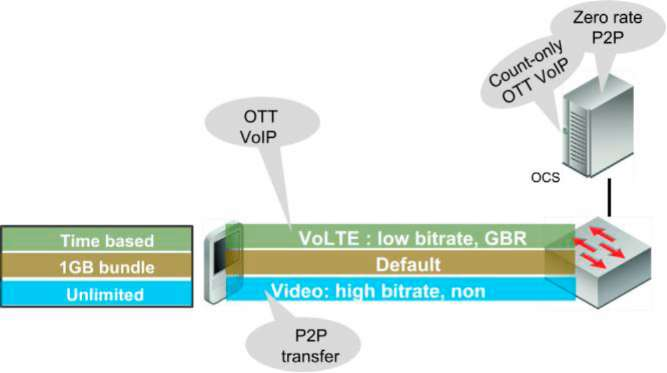 Zero rate
P2P
Count-only
OTT VoIP
OTT
VoIP
OCS
Time based
VoLTE : low bitrate, GBR
1GB bundle
Default
Unlimited
Video: high bitrate, non
P2P
transfer